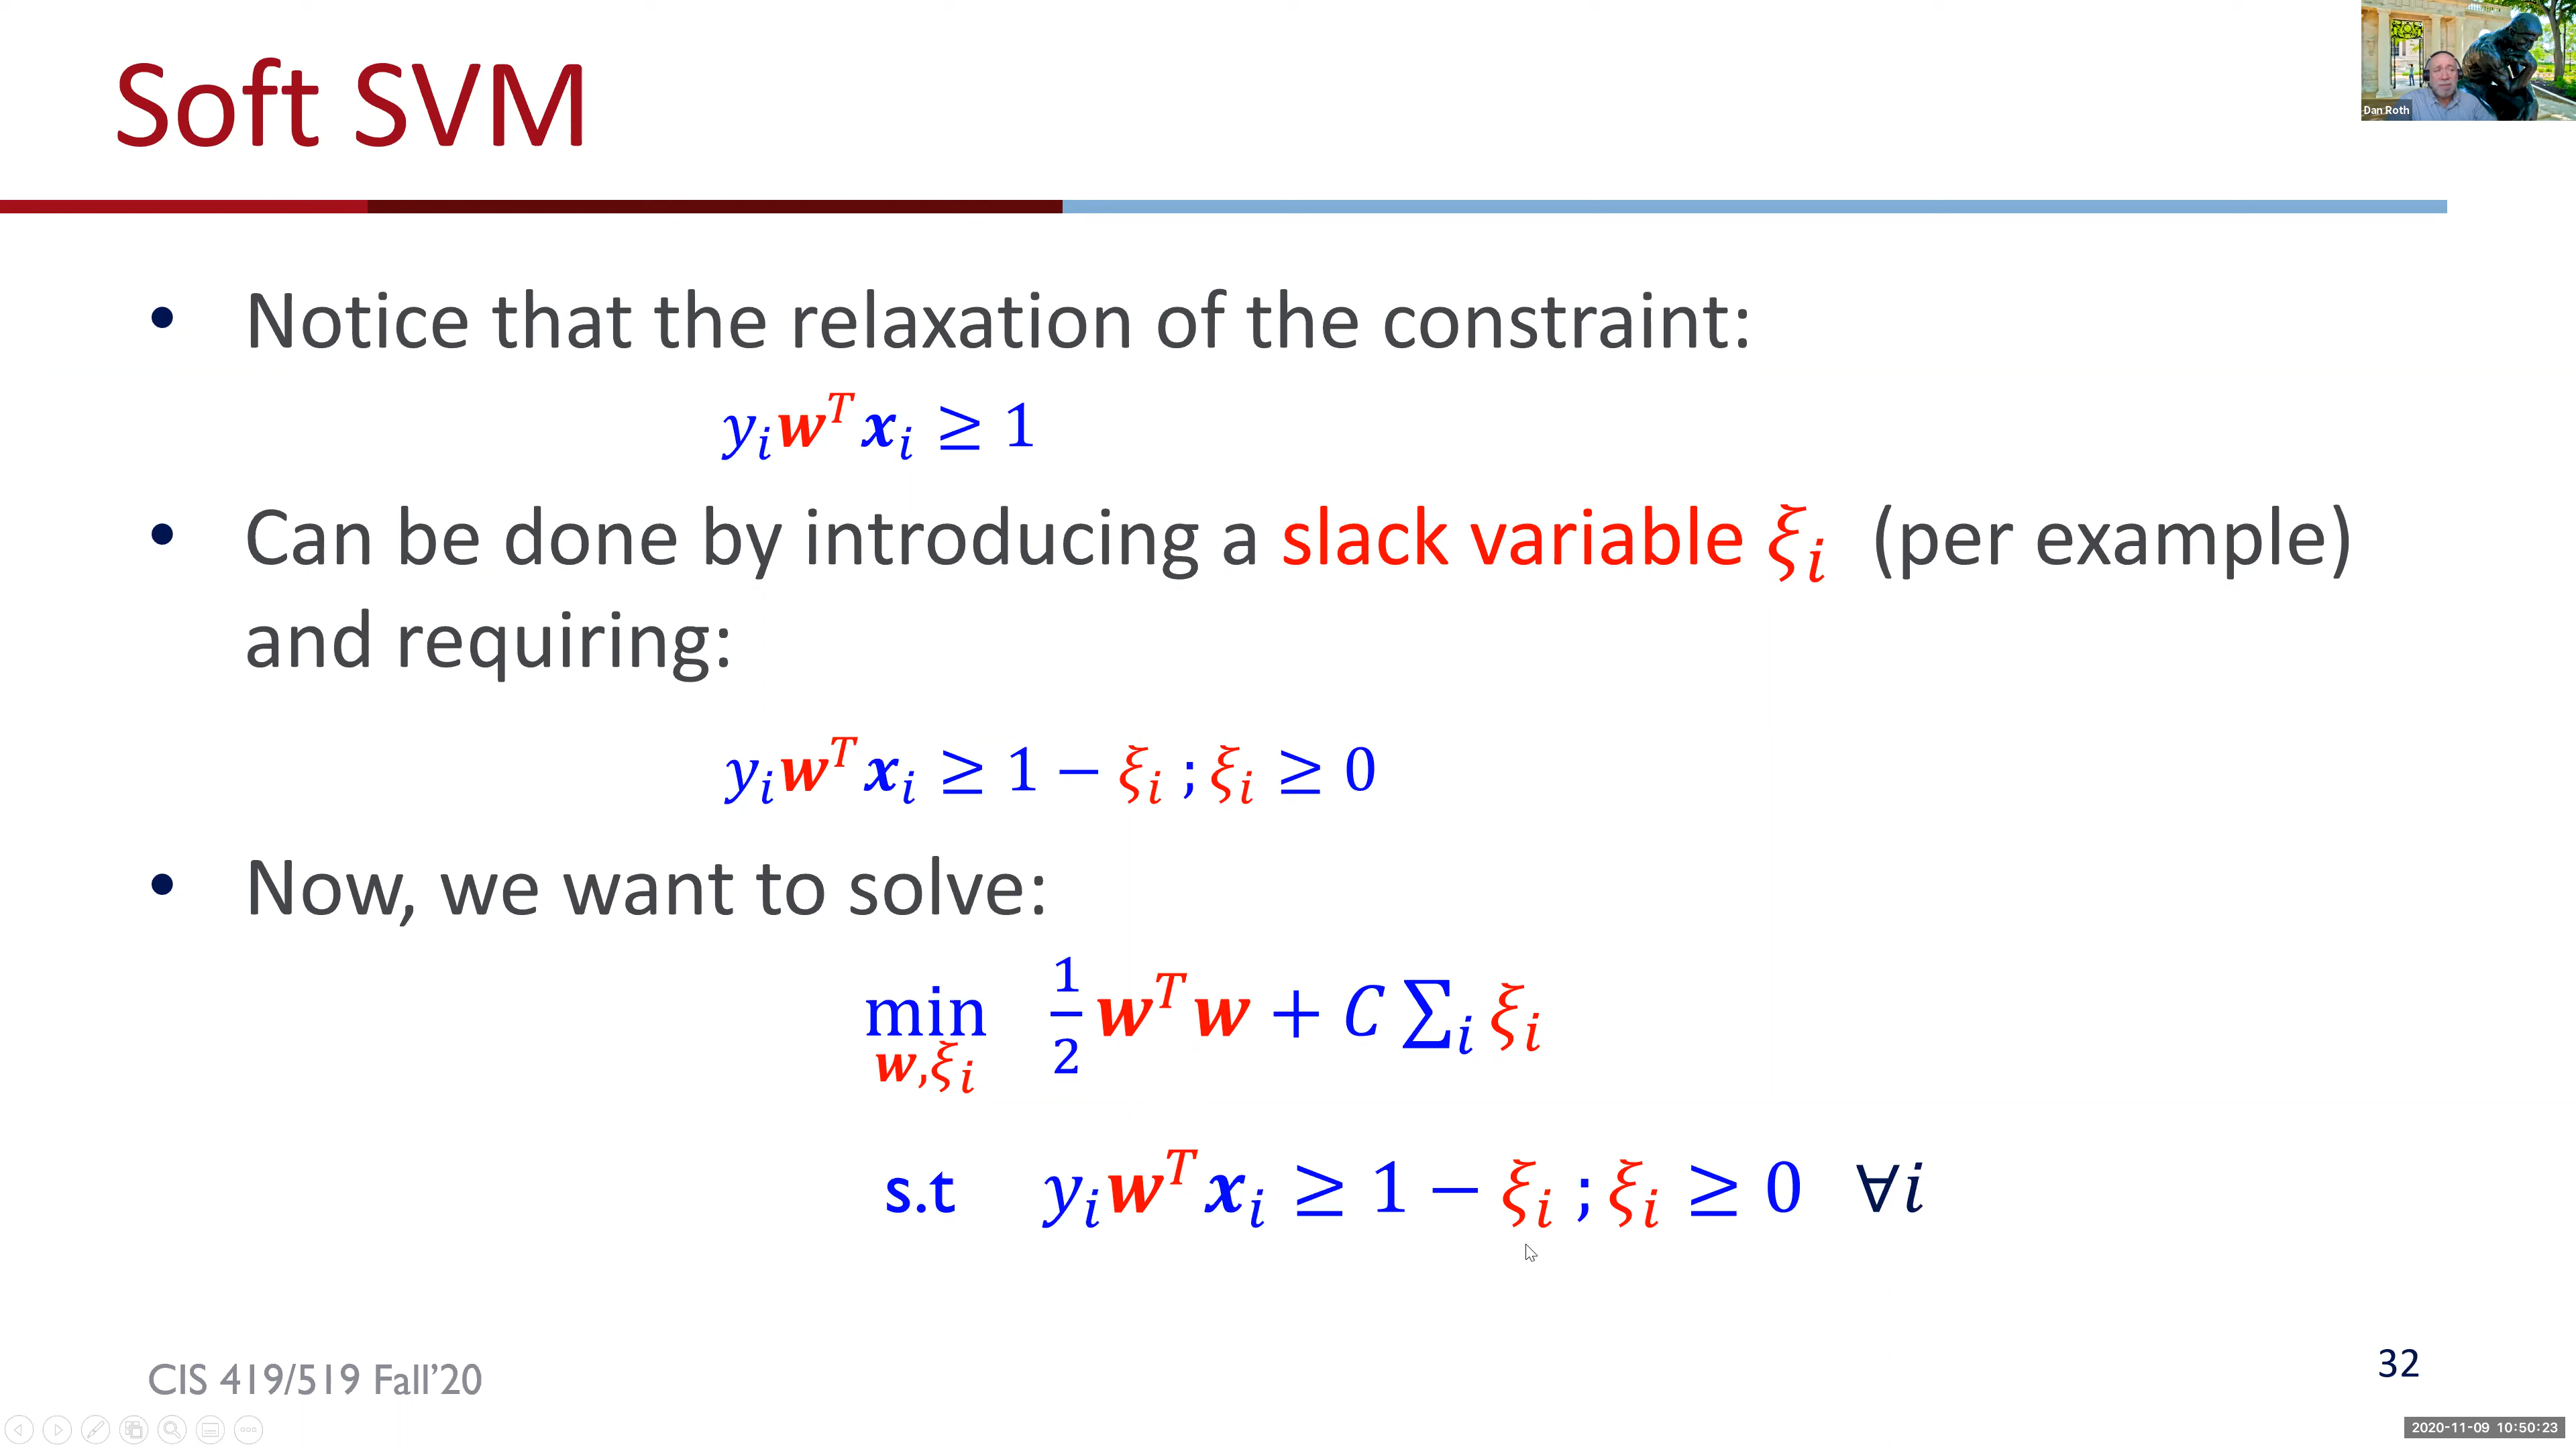 Soft SVM
Dan Roth
• Notice that the relaxation of the constraint:
yᵢwᵀxᵢ ≥ 1
• Can be done by introducing a slack variable ξᵢ (per example)
and requiring:
yᵢwᵀxᵢ ≥ 1 − ξᵢ ; ξᵢ ≥ 0
• Now, we want to solve:
min 1/2 wᵀw + C ∑ᵢ ξᵢ
w,ξᵢ
s.t yᵢwᵀxᵢ ≥ 1 − ξᵢ ; ξᵢ ≥ 0 ∀i
CIS 419/519 Fall’20
32
2020-11-09 10:50:23